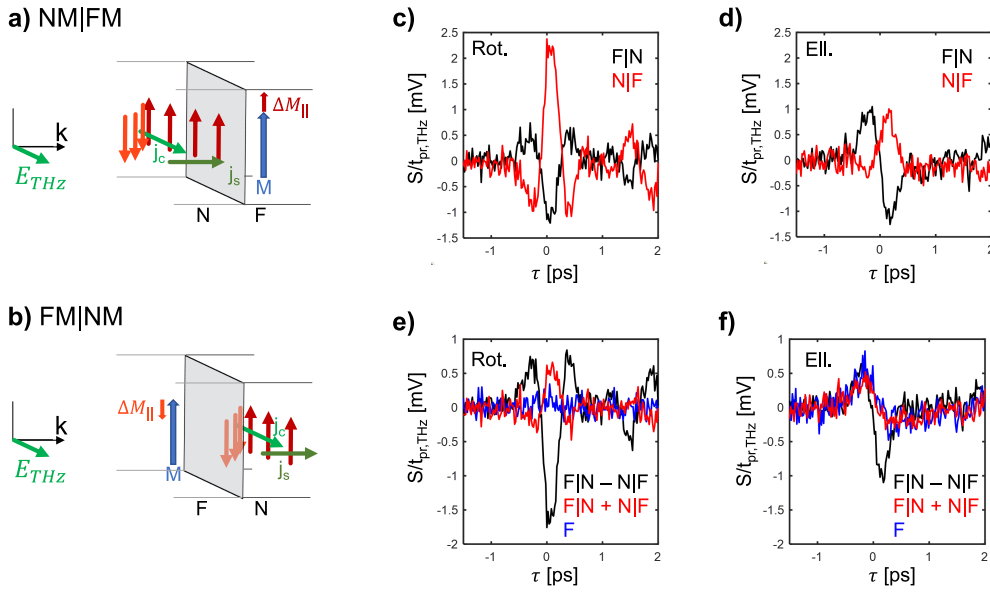 a) NM|FM
k
E_THz
j_c
j_s
ΔM_||
M
N F
b) FM|NM
k
E_THz
ΔM_||
M
j_c
j_s
F N
c)
Rot.
F|N
N|F
S/t_pr,THz [mV]
2.5
2
1.5
1
0.5
0
-0.5
-1
-1.5
-1 0 1 2
τ [ps]
d)
Ell.
F|N
N|F
S/t_pr,THz [mV]
2.5
2
1.5
1
0.5
0
-0.5
-1
-1.5
-1 0 1 2
τ [ps]
e)
Rot.
S/t_pr,THz [mV]
1
0.5
0
-0.5
-1
-1.5
-2
F|N – N|F
F|N + N|F
F
-1 0 1 2
τ [ps]
f)
Ell.
S/t_pr,THz [mV]
1
0.5
0
-0.5
-1
-1.5
-2
F|N – N|F
F|N + N|F
F
-1 0 1 2
τ [ps]